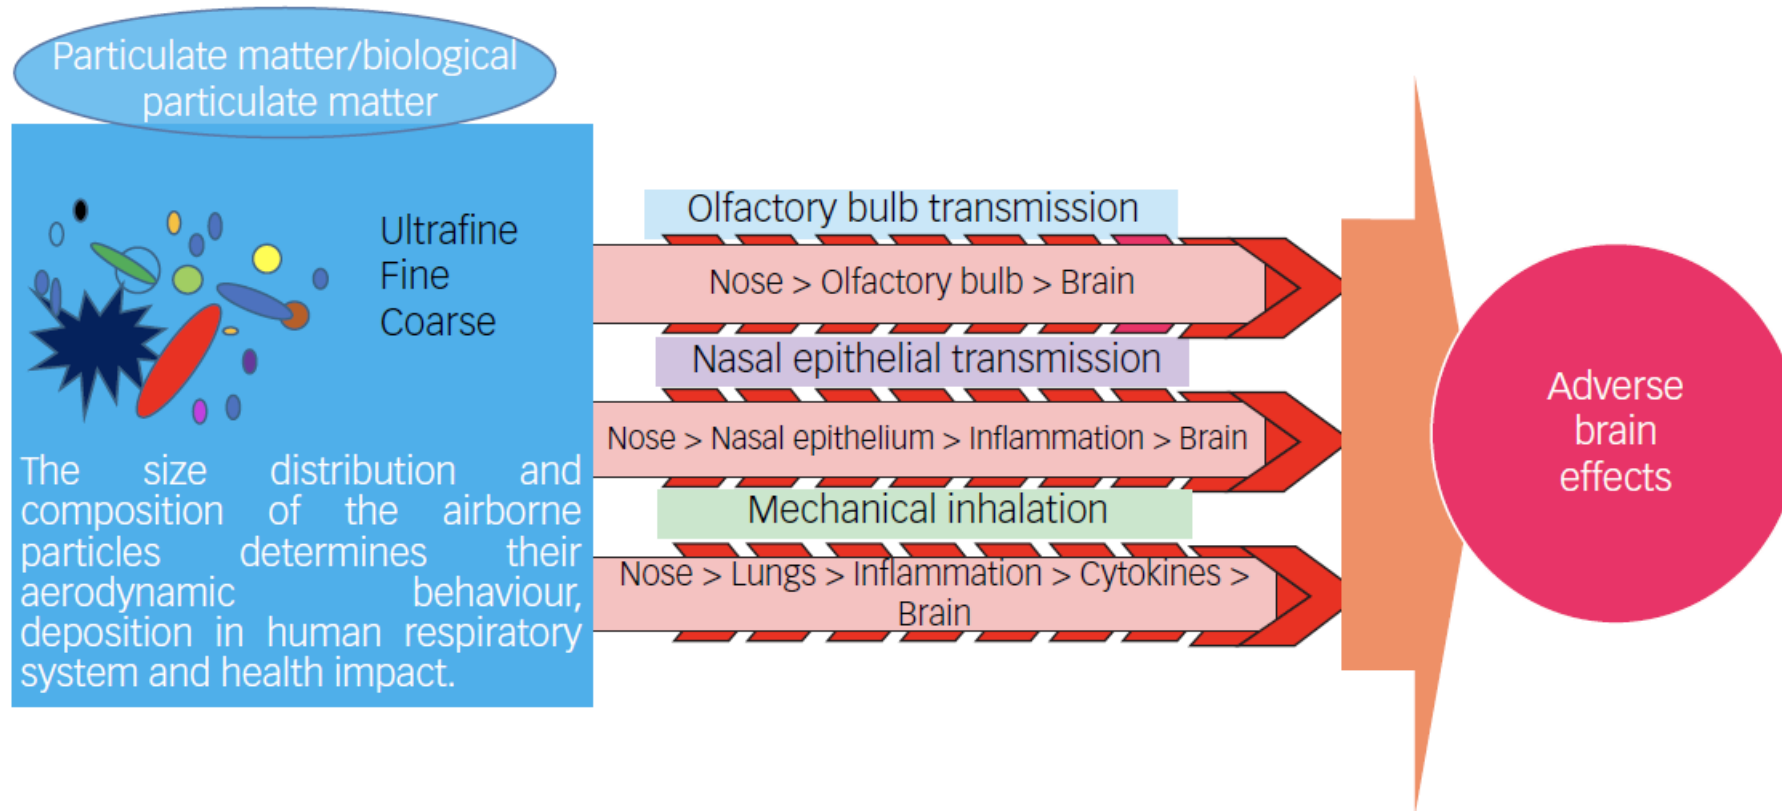 Particulate matter/biological
particulate matter
Ultrafine
Fine
Coarse
The size distribution and
composition of the airborne
particles determines their
aerodynamic behaviour,
deposition in human respiratory
system and health impact.
Olfactory bulb transmission
Nose > Olfactory bulb > Brain
Nasal epithelial transmission
Nose > Nasal epithelium > Inflammation > Brain
Mechanical inhalation
Nose > Lungs > Inflammation > Cytokines >
Brain
Adverse
brain
effects